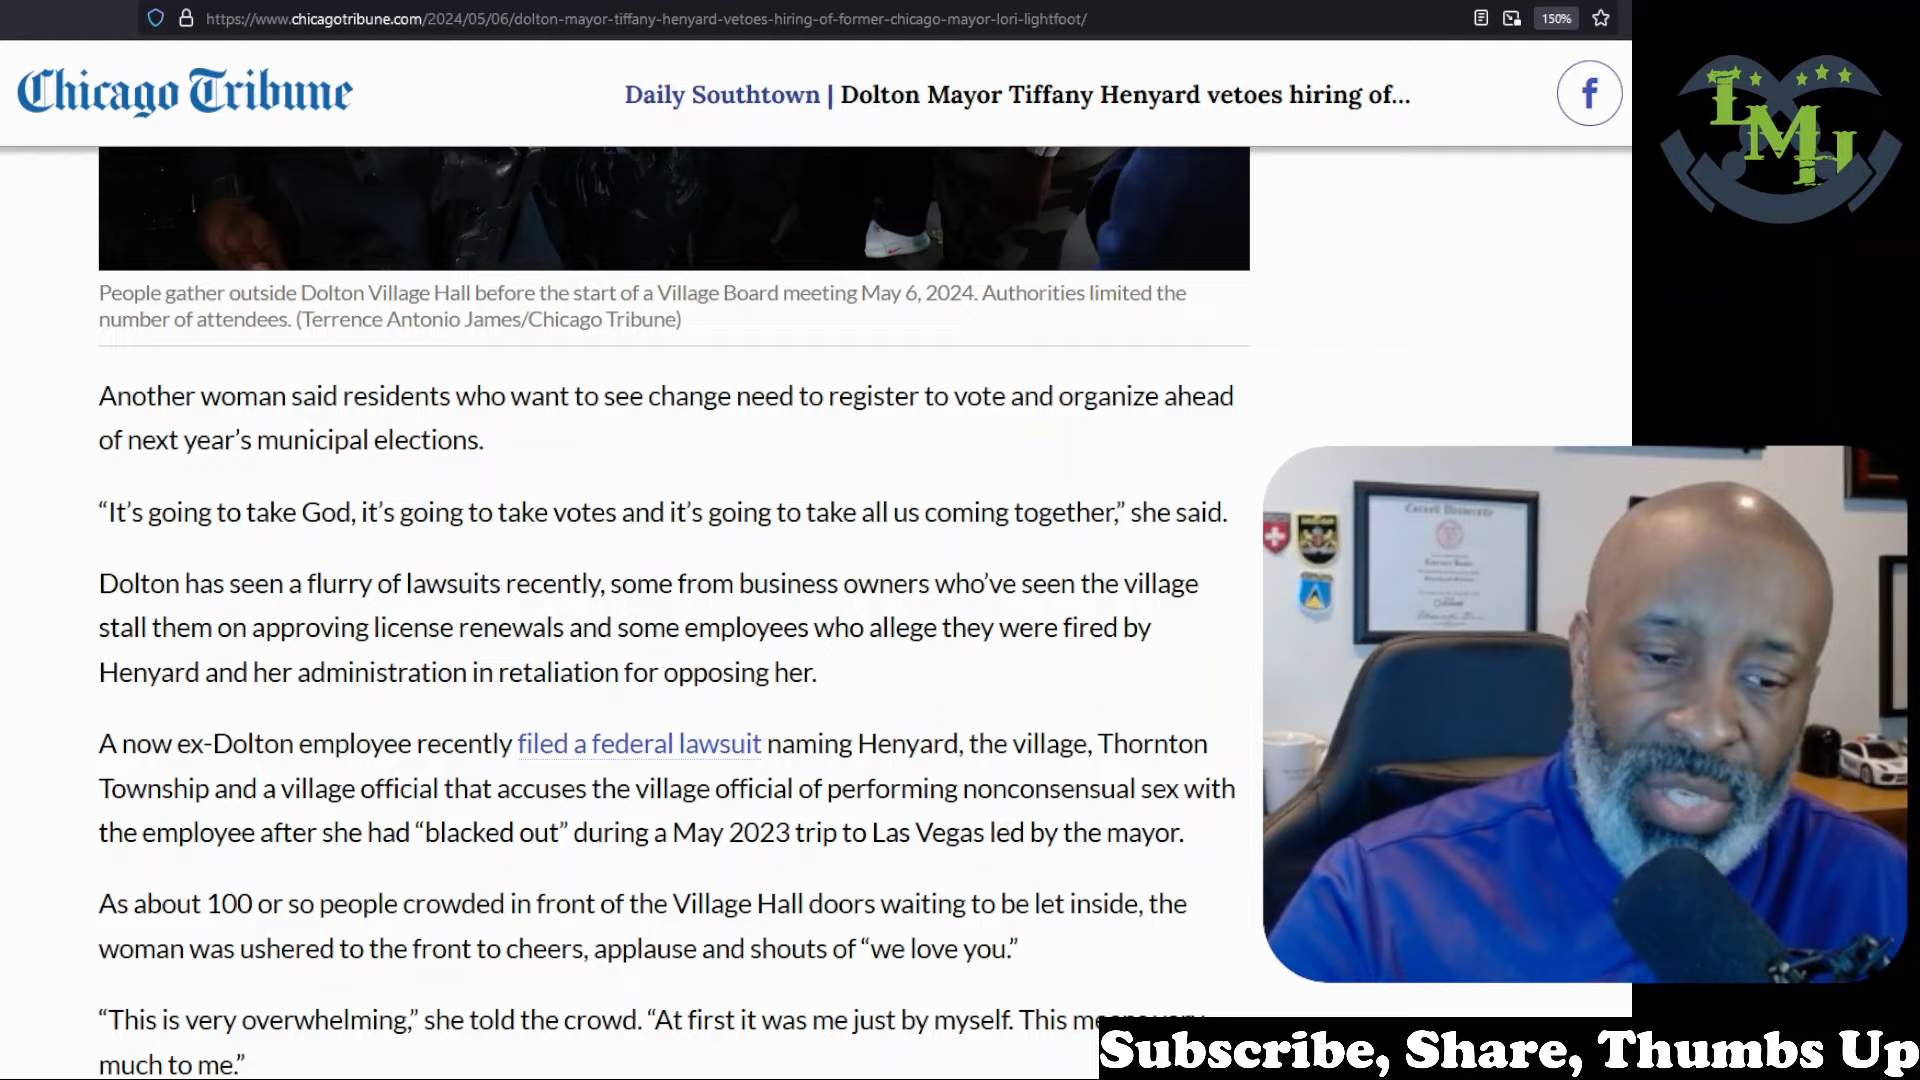 https://www.chicagotribune.com/2024/05/06/dolton-mayor-tiffany-henyard-vetoes-hiring-of-former-chicago-mayor-lori-lightfoot/
150%
Chicago Tribune
Daily Southtown | Dolton Mayor Tiffany Henyard vetoes hiring of...
f
LMJ
People gather outside Dolton Village Hall before the start of a Village Board meeting May 6, 2024. Authorities limited the
number of attendees. (Terrence Antonio James/Chicago Tribune)
Another woman said residents who want to see change need to register to vote and organize ahead
of next year’s municipal elections.
“It’s going to take God, it’s going to take votes and it’s going to take all us coming together,” she said.
Dolton has seen a flurry of lawsuits recently, some from business owners who’ve seen the village
stall them on approving license renewals and some employees who allege they were fired by
Henyard and her administration in retaliation for opposing her.
A now ex-Dolton employee recently filed a federal lawsuit naming Henyard, the village, Thornton
Township and a village official that accuses the village official of performing nonconsensual sex with
the employee after she had “blacked out” during a May 2023 trip to Las Vegas led by the mayor.
As about 100 or so people crowded in front of the Village Hall doors waiting to be let inside, the
woman was ushered to the front to cheers, applause and shouts of “we love you.”
“This is very overwhelming,” she told the crowd. “At first it was me just by myself. This means very
much to me.”
Subscribe, Share, Thumbs Up